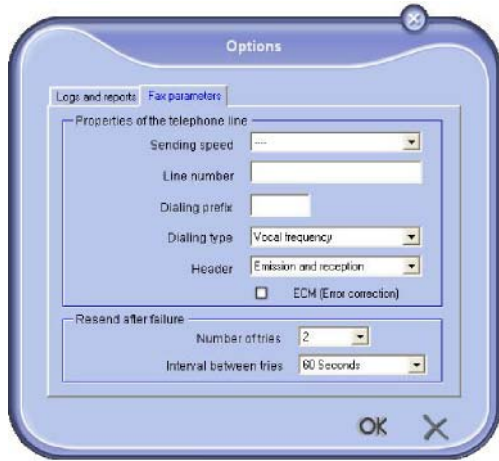 Options
Logs and reports Fax parameters
Properties of the telephone line
Sending speed ----
Line number
Dialing prefix
Dialing type Vocal frequency
Header Emission and reception
ECM (Error correction)
Resend after failure
Number of tries 2
Interval between tries 60 Seconds
OK